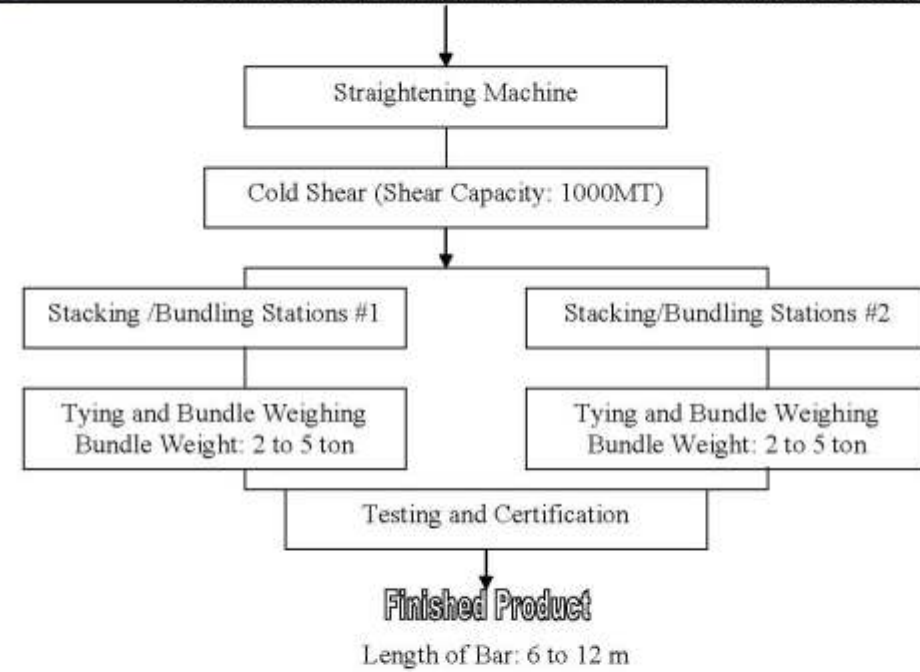 Straightening Machine
Cold Shear (Shear Capacity: 1000MT)
Stacking /Bundling Stations #1
Stacking/Bundling Stations #2
Tying and Bundle Weighing
Bundle Weight: 2 to 5 ton
Tying and Bundle Weighing
Bundle Weight: 2 to 5 ton
Testing and Certification
Finished Product
Length of Bar: 6 to 12 m